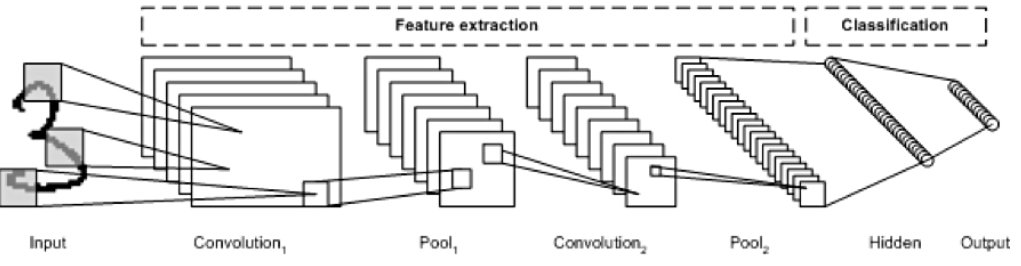 Feature extraction Classification
Input Convolution₁ Pool₁ Convolution₂ Pool₂ Hidden Output